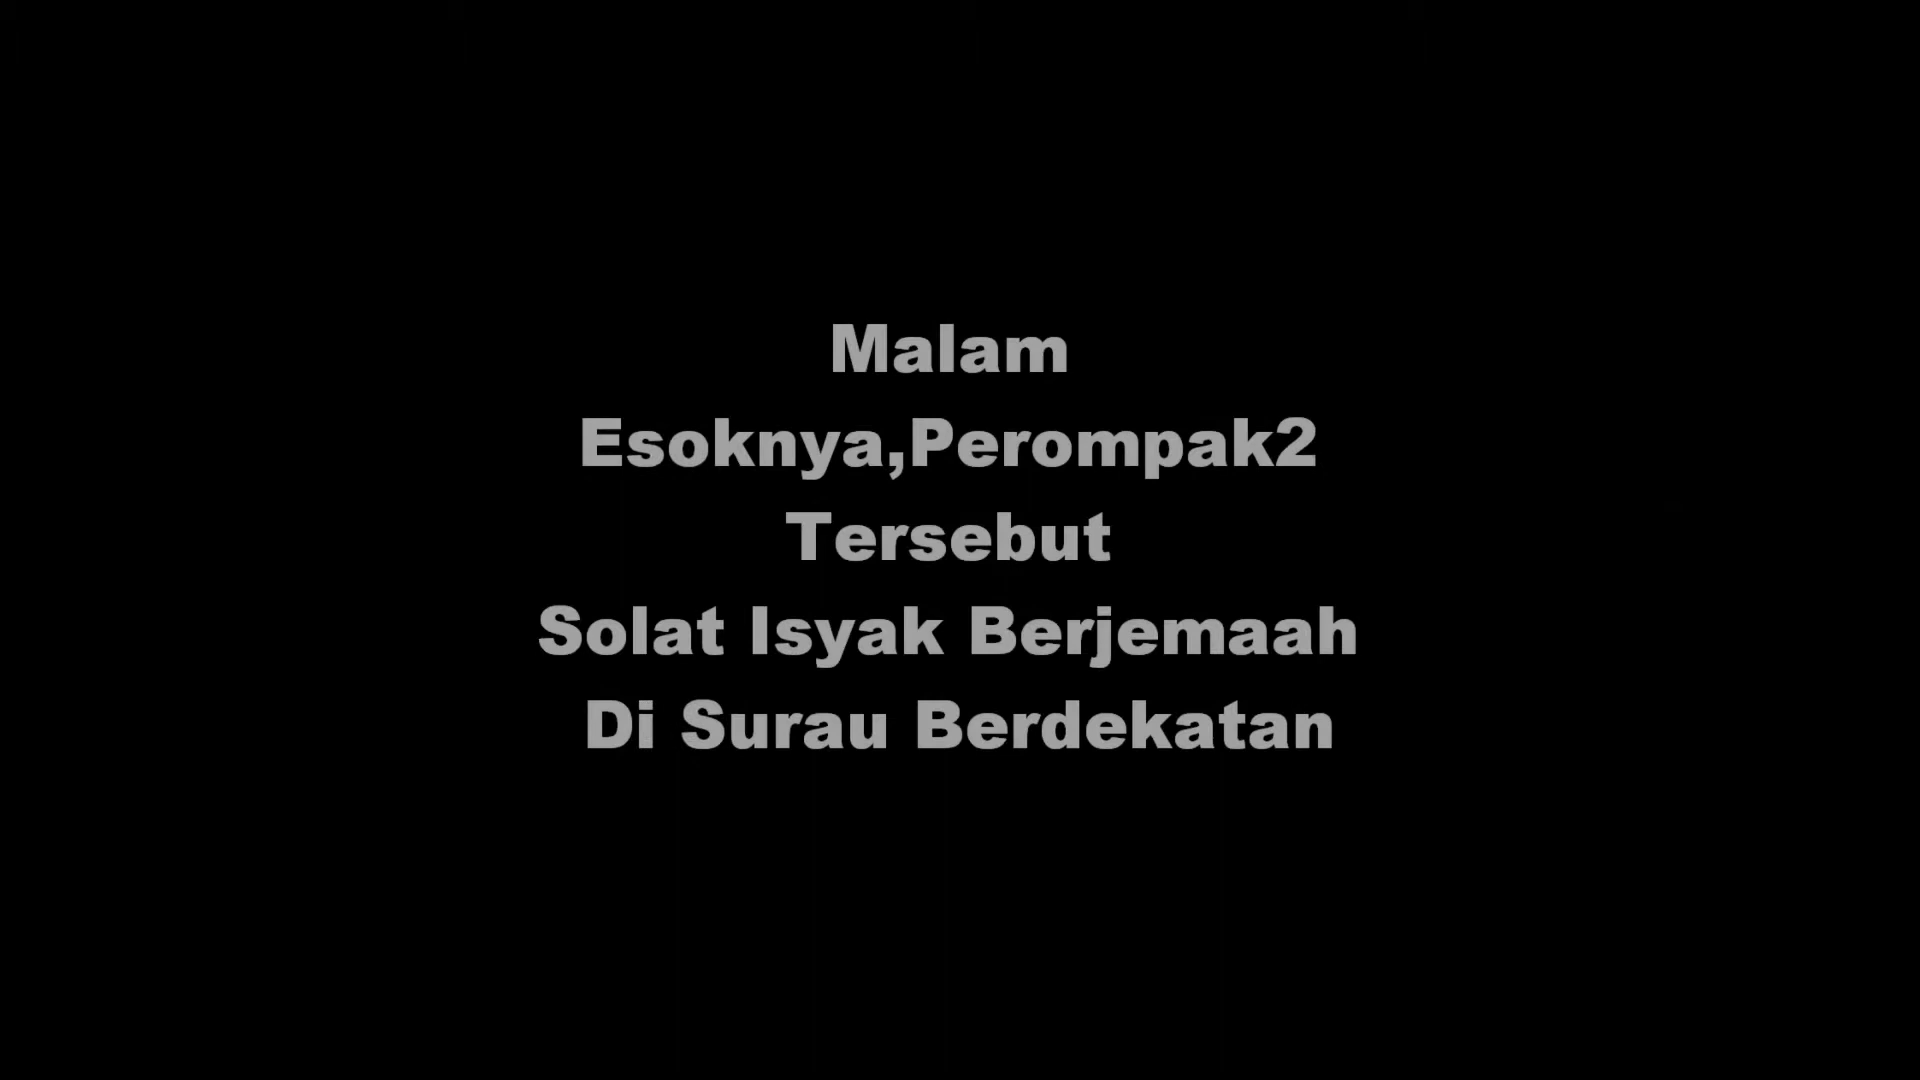 Malam
Esoknya,Perompak2
Tersebut
Solat Isyak Berjemaah
Di Surau Berdekatan